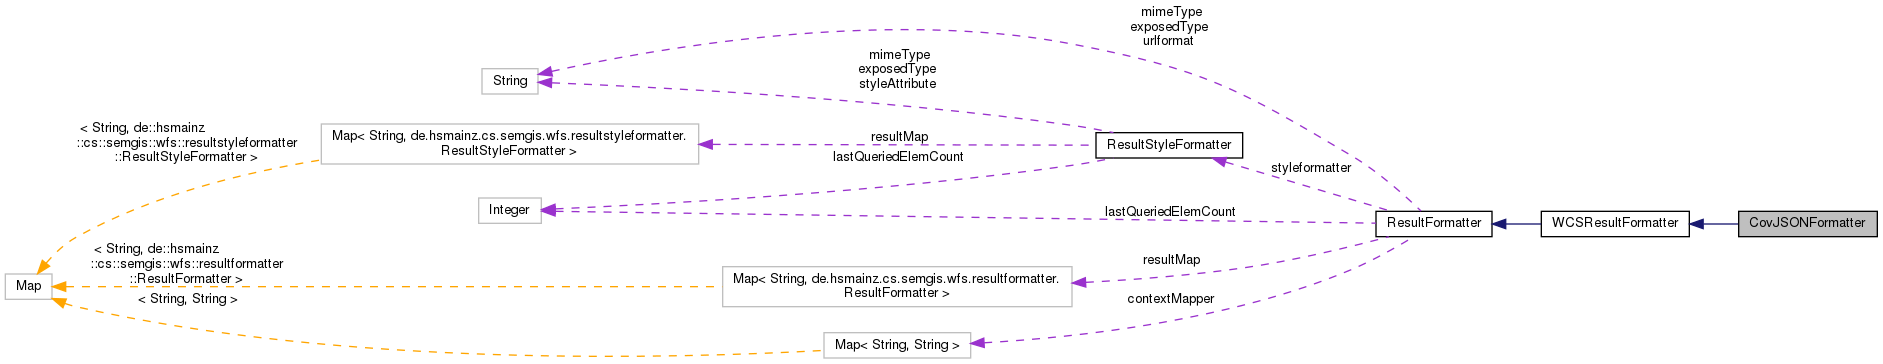 mimeType
exposedType
urlformat
mimeType
exposedType
styleAttribute
String
< String, de::hsmainz
::cs::semgis::wfs::resultstyleformatter
::ResultStyleFormatter >
Map< String, de.hsmainz.cs.semgis.wfs.resultstyleformatter.
ResultStyleFormatter >
resultMap
lastQueriedElemCount
ResultStyleFormatter
styleformatter
Integer
lastQueriedElemCount
ResultFormatter
WCSResultFormatter
CovJSONFormatter
< String, de::hsmainz
::cs::semgis::wfs::resultformatter
::ResultFormatter >
Map
< String, String >
Map< String, de.hsmainz.cs.semgis.wfs.resultformatter.
ResultFormatter >
resultMap
contextMapper
Map< String, String >